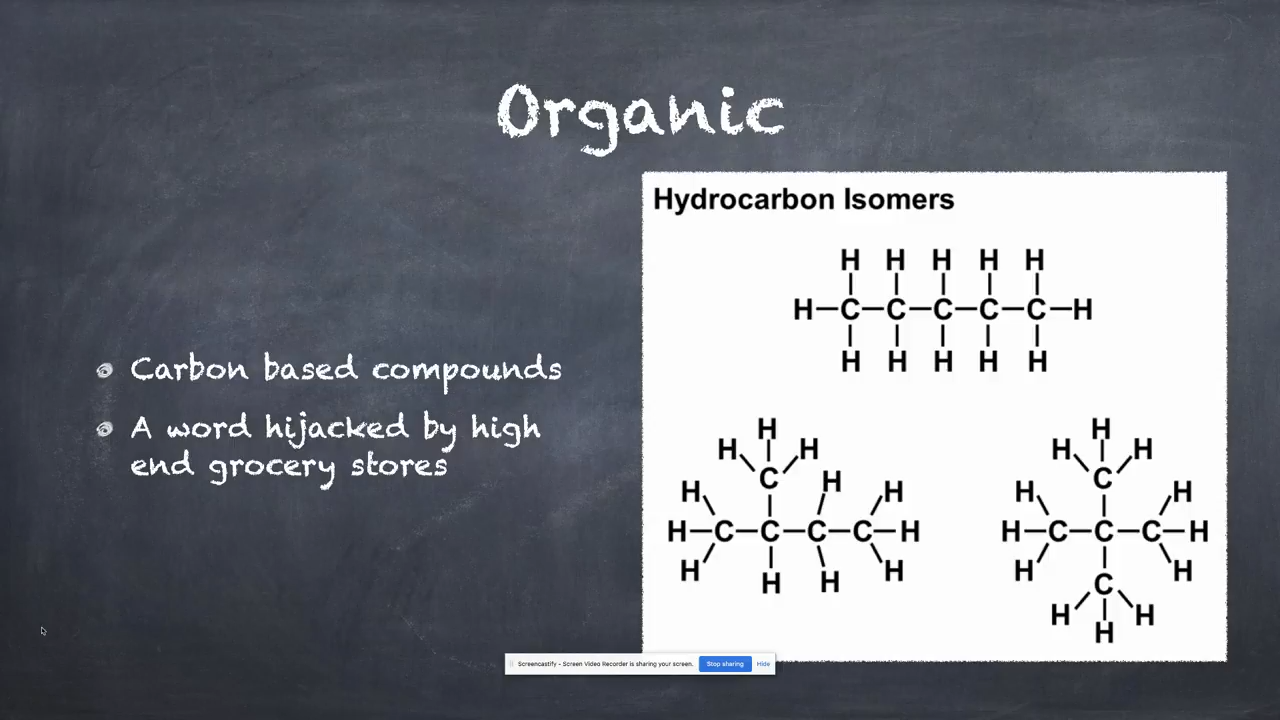 Organic
Carbon based compounds
A word hijacked by high
end grocery stores
Hydrocarbon Isomers
H H H H H
H-C-C-C-C-C-H
H H H H H
H
H H
C H
H H
H-C-C-C-C-H
H H
H H
H
H H
C
H H
H-C-C-C-H
H H
C
H H
H
Screencastify - Screen Video Recorder is sharing your screen. Stop sharing Hide